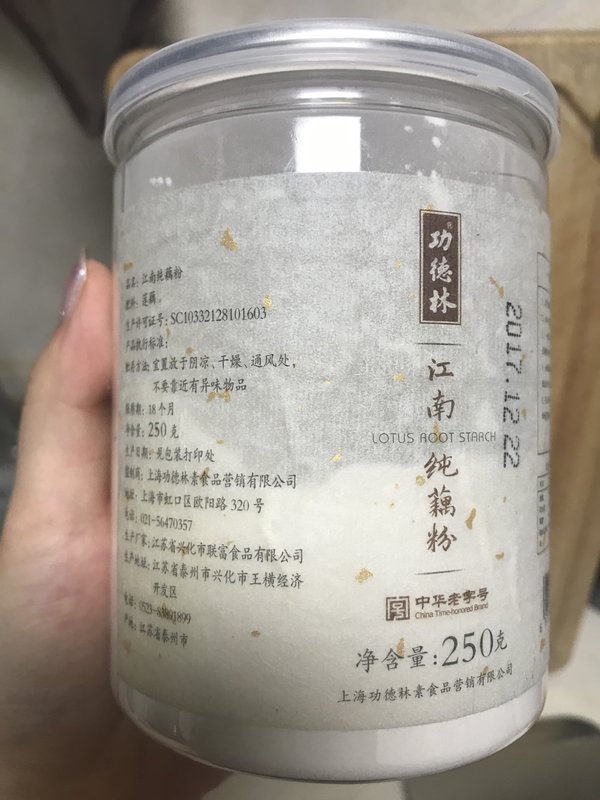 品名: 江南纯藕粉
配料: 莲藕
生产许可证号: SC10332128101603
产品执行标准:
贮存方法: 宜置放于阴凉、干燥、通风处,
不要靠近有异味物品
保质期: 18个月
净含量: 250克
生产日期: 见包装打印处
监制商: 上海功德林素食品营销有限公司
地址: 上海市虹口区欧阳路320号
电话: 021-56470357
生产厂家: 江苏省兴化市联富食品有限公司
生产地址: 江苏省泰州市兴化市王横经济
开发区
电话: 0523-83891899
产地: 江苏省泰州市
功德林®
江南纯藕粉
LOTUS ROOT STARCH
中华老字号
China Time-honored Brand
净含量: 250克
上海功德林素食品营销有限公司
2017.12.22